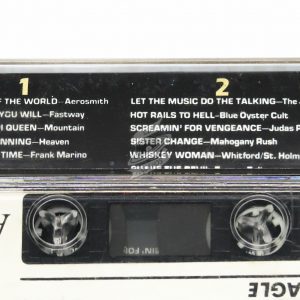 1
F THE WORLD—Aerosmith
YOU WILL—Fastway
I QUEEN—Mountain
NNING—Heaven
TIME—Frank Marino
2
LET THE MUSIC DO THE TALKING—The
HOT RAILS TO HELL—Blue Oyster Cult
SCREAMIN' FOR VENGEANCE—Judas P
SISTER CHANGE—Mahogany Rush
WHISKEY WOMAN—Whitford/St. Holm
AGLE